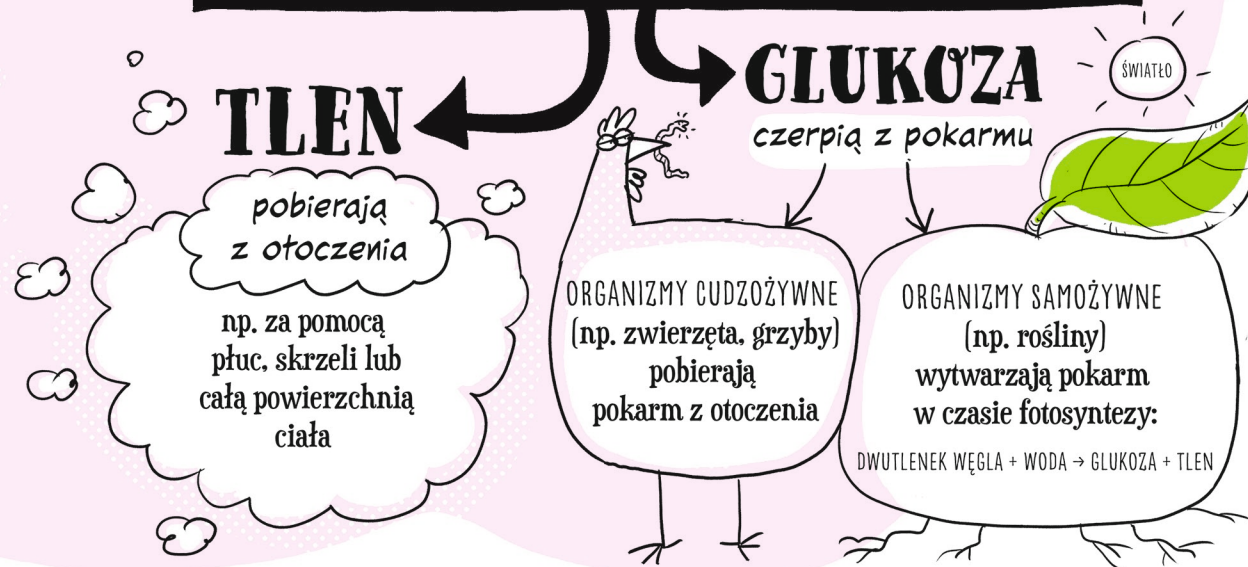 TLEN
pobierają
z otoczenia
np. za pomocą
płuc, skrzeli lub
całą powierzchnią
ciała
GLUKOZA
czerpią z pokarmu
ŚWIATŁO
ORGANIZMY CUDZOŻYWNE
(np. zwierzęta, grzyby)
pobierają
pokarm z otoczenia
ORGANIZMY SAMOŻYWNE
(np. rośliny)
wytwarzają pokarm
w czasie fotosyntezy:
DWUTLENEK WĘGLA + WODA → GLUKOZA + TLEN